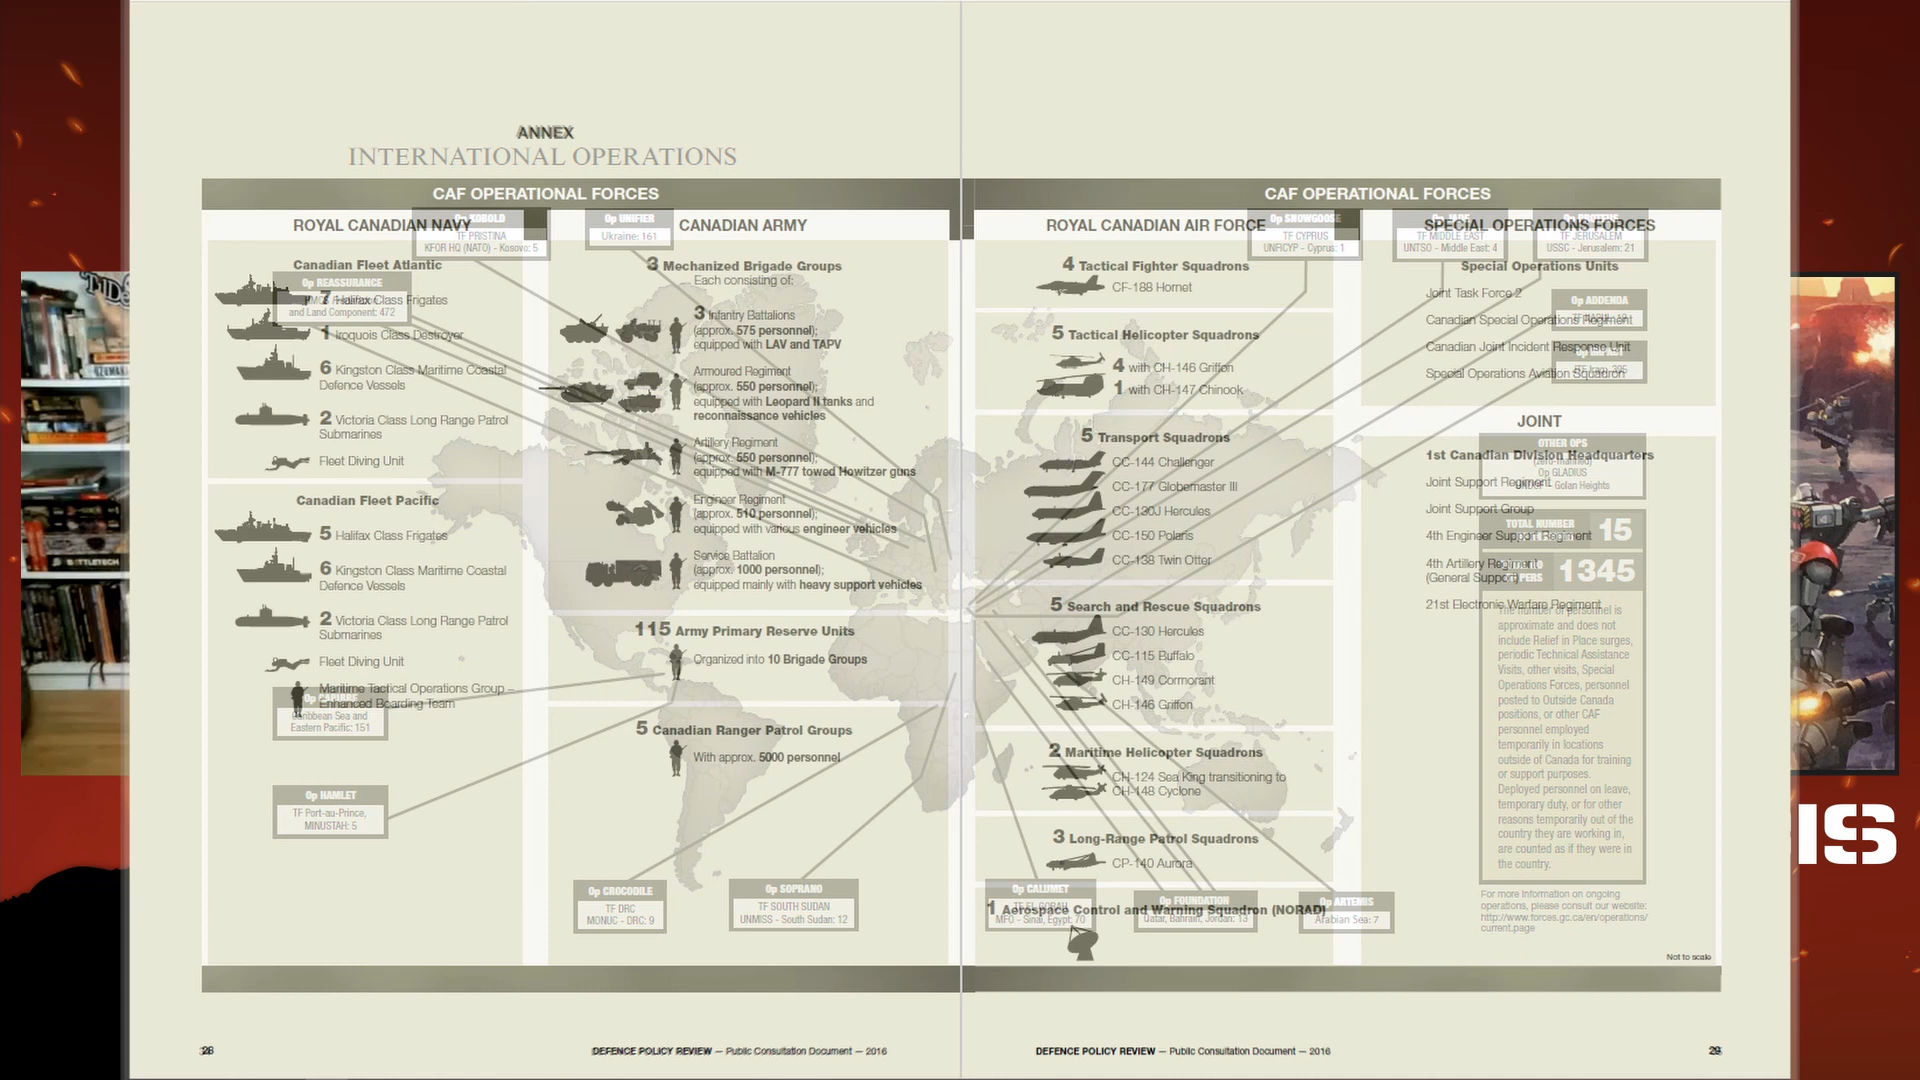 ANNEX
INTERNATIONAL OPERATIONS
CAF OPERATIONAL FORCES
ROYAL CANADIAN NAVY
Canadian Fleet Atlantic
7 Halifax Class Frigates
1 Iroquois Class Destroyer
6 Kingston Class Maritime Coastal
Defence Vessels
2 Victoria Class Long Range Patrol
Submarines
Fleet Diving Unit
Canadian Fleet Pacific
5 Halifax Class Frigates
6 Kingston Class Maritime Coastal
Defence Vessels
2 Victoria Class Long Range Patrol
Submarines
Fleet Diving Unit
Maritime Tactical Operations Group –
Enhanced Boarding Team
CANADIAN ARMY
3 Mechanized Brigade Groups
Each consisting of:
3 Infantry Battalions
(approx. 575 personnel);
equipped with LAV and TAPV
Armoured Regiment
(approx. 550 personnel);
equipped with Leopard II tanks and
reconnaissance vehicles
Artillery Regiment
(approx. 550 personnel);
equipped with M-777 towed Howitzer guns
Engineer Regiment
(approx. 510 personnel);
equipped with various engineer vehicles
Service Battalion
(approx. 1000 personnel);
equipped mainly with heavy support vehicles
115 Army Primary Reserve Units
Organized into 10 Brigade Groups
5 Canadian Ranger Patrol Groups
With approx. 5000 personnel
CAF OPERATIONAL FORCES
ROYAL CANADIAN AIR FORCE
4 Tactical Fighter Squadrons
CF-188 Hornet
5 Tactical Helicopter Squadrons
4 with CH-146 Griffon
1 with CH-147 Chinook
5 Transport Squadrons
CC-144 Challenger
CC-177 Globemaster III
CC-130J Hercules
CC-150 Polaris
CC-138 Twin Otter
5 Search and Rescue Squadrons
CC-130 Hercules
CC-115 Buffalo
CH-149 Cormorant
CH-146 Griffon
2 Maritime Helicopter Squadrons
CH-124 Sea King transitioning to
CH-148 Cyclone
3 Long-Range Patrol Squadrons
CP-140 Aurora
1 Aerospace Control and Warning Squadron (NORAD)
SPECIAL OPERATIONS FORCES
Special Operations Units
Joint Task Force 2
Canadian Special Operations Regiment
Canadian Joint Incident Response Unit
Special Operations Aviation Squadron
JOINT
1st Canadian Division Headquarters
Joint Support Regiment
Joint Support Group
4th Engineer Support Regiment
4th Artillery Regiment
(General Support)
21st Electronic Warfare Regiment
Op KOBOLD
TF PRISTINA
KFOR HQ (NATO) - Kosovo: 5
Op UNIFIER
Ukraine: 161
Op REASSURANCE
and Land Component: 472
Caribbean Sea and
Eastern Pacific: 151
Op HAMLET
TF Port-au-Prince,
MINUSTAH: 5
Op CROCODILE
TF DRC
MONUC - DRC: 9
Op SOPRANO
TF SOUTH SUDAN
UNMISS - South Sudan: 12
Op CALUMET
MFO - Sinai, Egypt: 70
Op FOUNDATION
Qatar, Bahrain, Jordan: 13
Op ARTEMIS
Arabian Sea: 7
Op SNOWGOOSE
TF CYPRUS
UNFICYP - Cyprus: 1
Op JADE
TF MIDDLE EAST
UNTSO - Middle East: 4
Op PROTEUS
TF JERUSALEM
USSC - Jerusalem: 21
Op ADDENDA
Op IMPACT
OTHER OPS
(zero-manned)
Op GLADIUS
Golan Heights
TOTAL NUMBER
15
1345
The number of personnel is
approximate and does not
include Relief in Place surges,
periodic Technical Assistance
Visits, other visits, Special
Operations Forces, personnel
posted to Outside Canada
positions, or other CAF
personnel employed
temporarily in locations
outside of Canada for training
or support purposes.
Deployed personnel on leave,
temporary duty, or for other
reasons temporarily out of the
country they are working in,
are counted as if they were in
the country.
For more information on ongoing
operations, please consult our website:
http://www.forces.gc.ca/en/operations/
current.page
Not to scale
DEFENCE POLICY REVIEW — Public Consultation Document — 2016
DEFENCE POLICY REVIEW — Public Consultation Document — 2016
BATTLETECH
IS